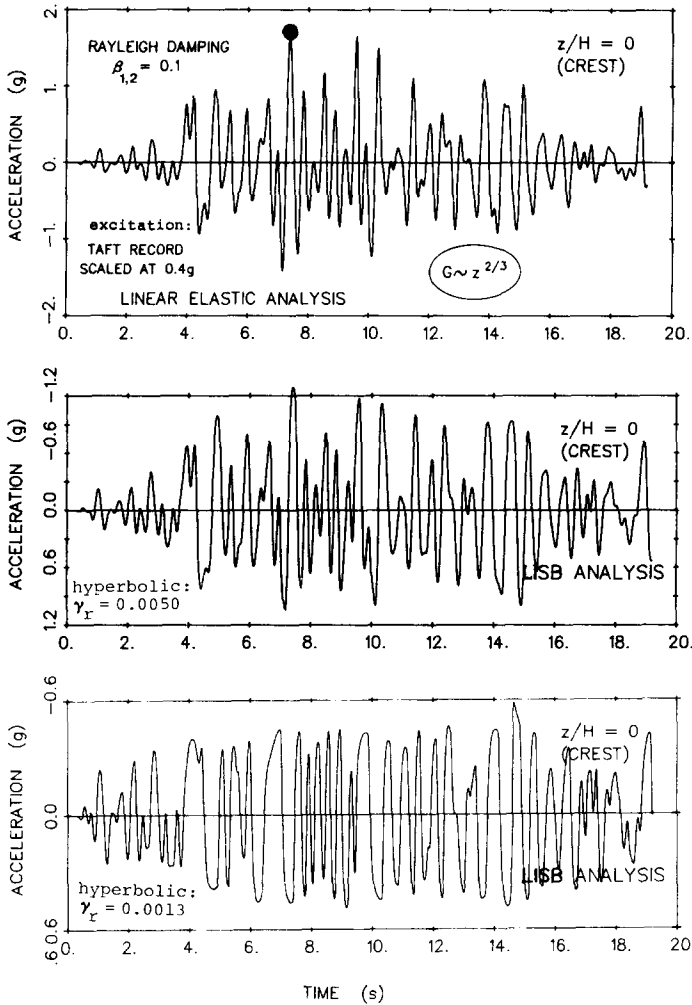 2.
RAYLEIGH DAMPING
β1,2 = 0.1
z/H = 0
(CREST)
1.
0.
-1.
-2.
ACCELERATION (g)
excitation:
TAFT RECORD
SCALED AT 0.4g
G~z^2/3
LINEAR ELASTIC ANALYSIS
0. 2. 4. 6. 8. 10. 12. 14. 16. 18. 20.
-1.2
-0.6
0.0
0.6
1.2
ACCELERATION (g)
z/H = 0
(CREST)
LISB ANALYSIS
hyperbolic:
γr = 0.0050
0. 2. 4. 6. 8. 10. 12. 14. 16. 18. 20.
-0.6
0.0
0.6
ACCELERATION (g)
z/H = 0
(CREST)
LISB ANALYSIS
hyperbolic:
γr = 0.0013
0. 2. 4. 6. 8. 10. 12. 14. 16. 18. 20
TIME (s)